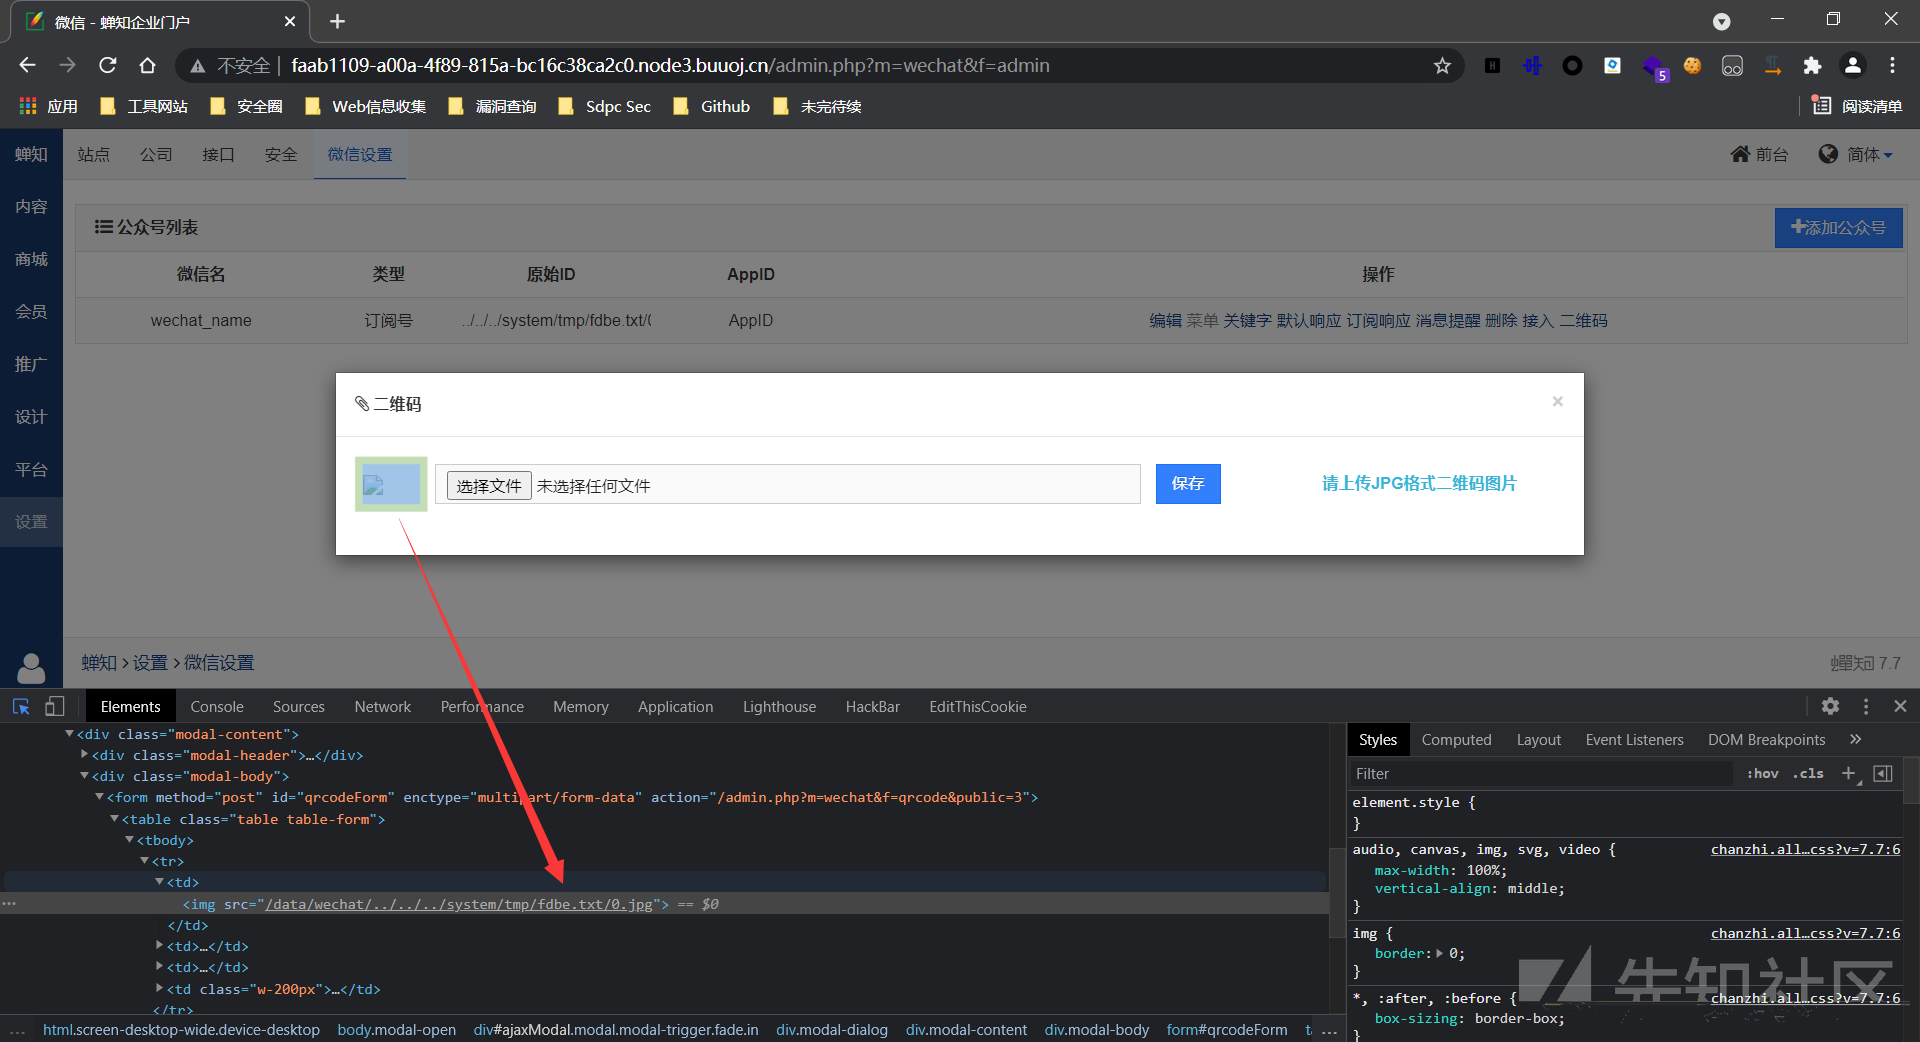 微信 - 蝉知企业门户
不安全 | faab1109-a00a-4f89-815a-bc16c38ca2c0.node3.buuoj.cn/admin.php?m=wechat&f=admin
5
应用 工具网站 安全圈 Web信息收集 漏洞查询 Sdpc Sec Github 未完待续 阅读清单
蝉知 站点 公司 接口 安全 微信设置 前台 简体
内容
商城
会员
推广
设计
平台
设置
公众号列表 添加公众号
微信名 类型 原始ID AppID 操作
wechat_name 订阅号 ../../../system/tmp/fdbe.txt/0 AppID 编辑 菜单 关键字 默认响应 订阅响应 消息提醒 删除 接入 二维码
二维码 ×
选择文件 未选择任何文件 保存 请上传JPG格式二维码图片
蝉知 > 设置 > 微信设置 蝉知 7.7
Elements Console Sources Network Performance Memory Application Lighthouse HackBar EditThisCookie
<div class="modal-content">
<div class="modal-header">…</div>
<div class="modal-body">
<form method="post" id="qrcodeForm" enctype="multipart/form-data" action="/admin.php?m=wechat&f=qrcode&public=3">
<table class="table table-form">
<tbody>
<tr>
<td>
<img src="/data/wechat/../../../system/tmp/fdbe.txt/0.jpg"> == $0
</td>
<td>…</td>
<td>…</td>
<td class="w-200px">…</td>
</tr>
... html.screen-desktop-wide.device-desktop body.modal-open div#ajaxModal.modal.modal-trigger.fade.in div.modal-dialog div.modal-content div.modal-body form#qrcodeForm ...
Styles Computed Layout Event Listeners DOM Breakpoints »
Filter :hov .cls +
element.style {
}
audio, canvas, img, svg, video { chanzhi.all…css?v=7.7:6
max-width: 100%;
vertical-align: middle;
}
img { chanzhi.all…css?v=7.7:6
border: 0;
}
*, :after, :before { chanzhi.all…css?v=7.7:6
box-sizing: border-box;
}
先知社区